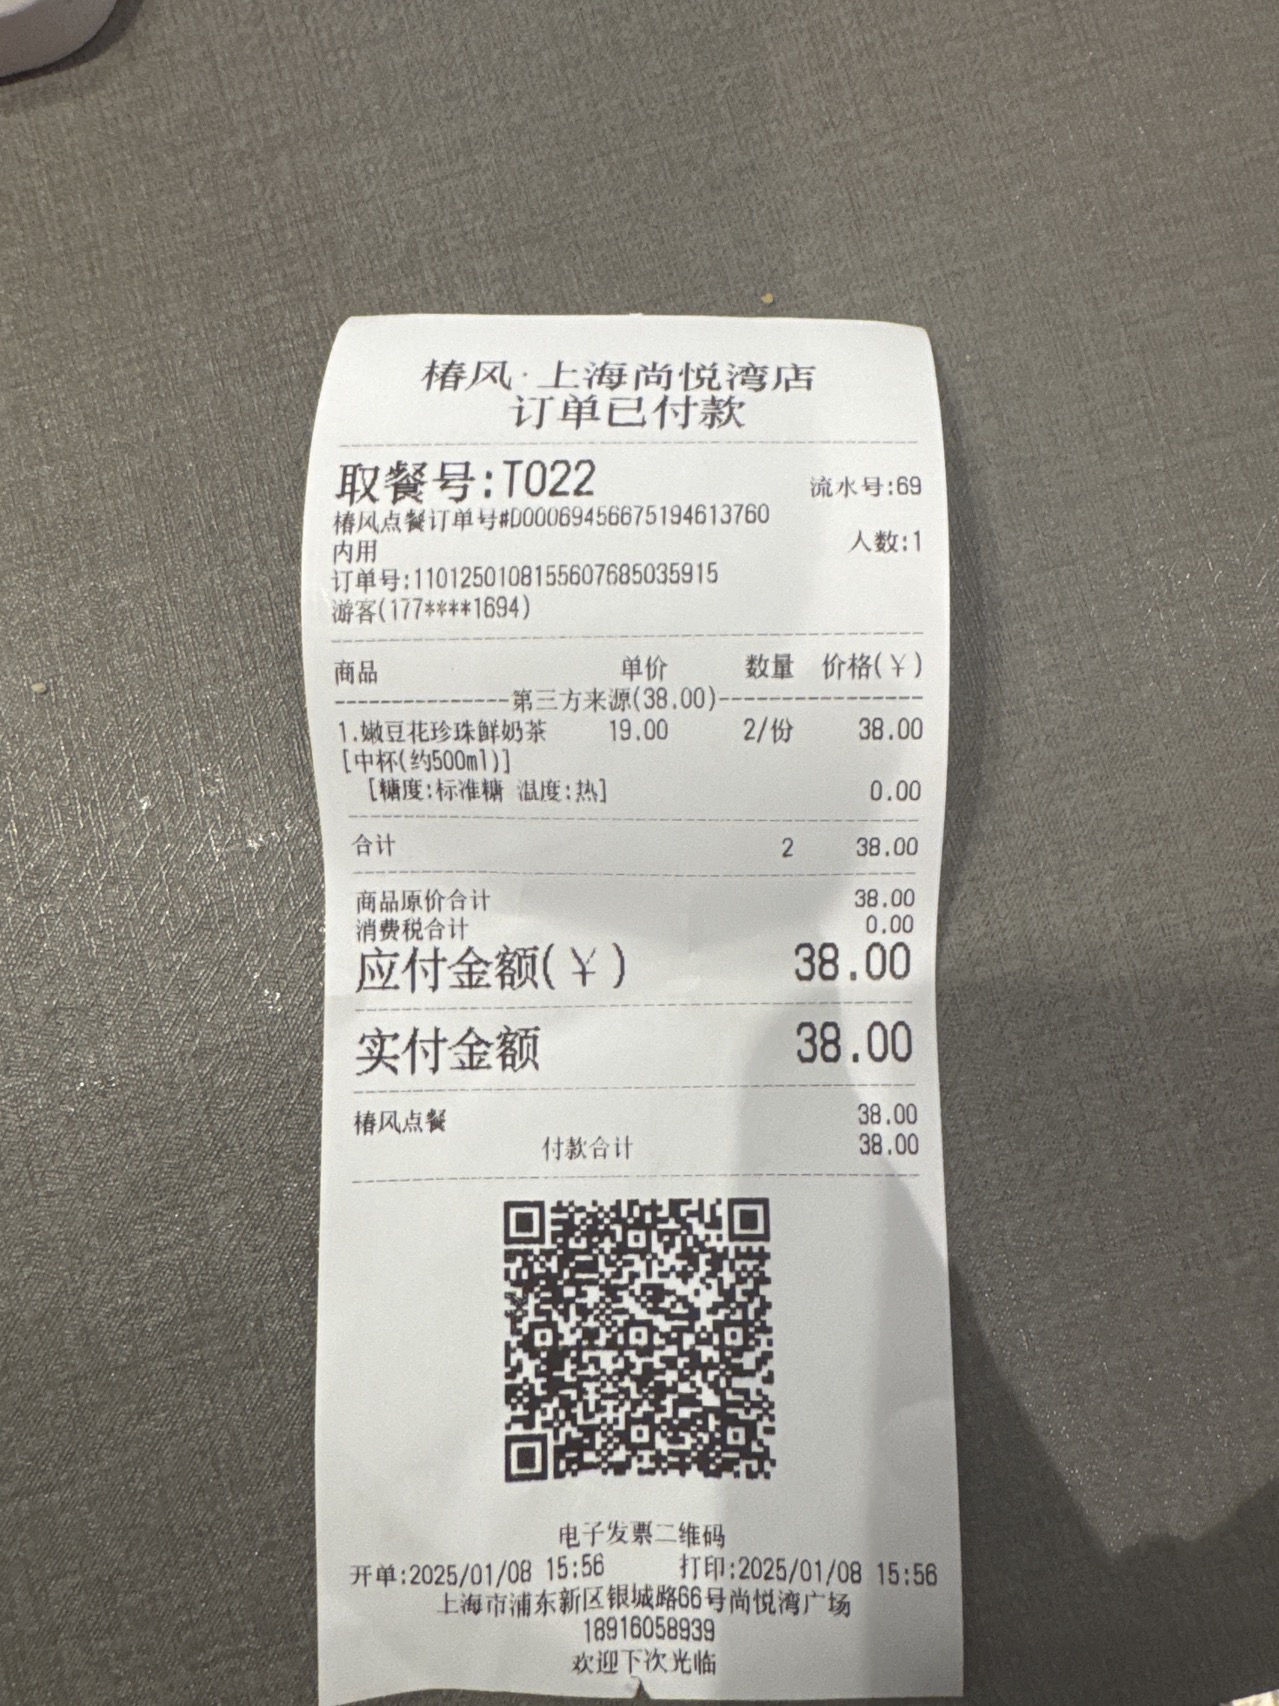 椿风·上海尚悦湾店
订单已付款
取餐号:T022 流水号:69
椿风点餐订单号#D000694566675194613760
内用 人数:1
订单号:1101250108155607685035915
游客(177****1694)
商品 单价 数量 价格(￥)
---------------第三方来源(38.00)---------------
1.嫩豆花珍珠鲜奶茶 19.00 2/份 38.00
[中杯(约500ml)]
[糖度:标准糖 温度:热] 0.00
合计 2 38.00
商品原价合计 38.00
消费税合计 0.00
应付金额(￥) 38.00
实付金额 38.00
椿风点餐 38.00
付款合计 38.00
电子发票二维码
开单:2025/01/08 15:56 打印:2025/01/08 15:56
上海市浦东新区银城路66号尚悦湾广场
18916058939
欢迎下次光临